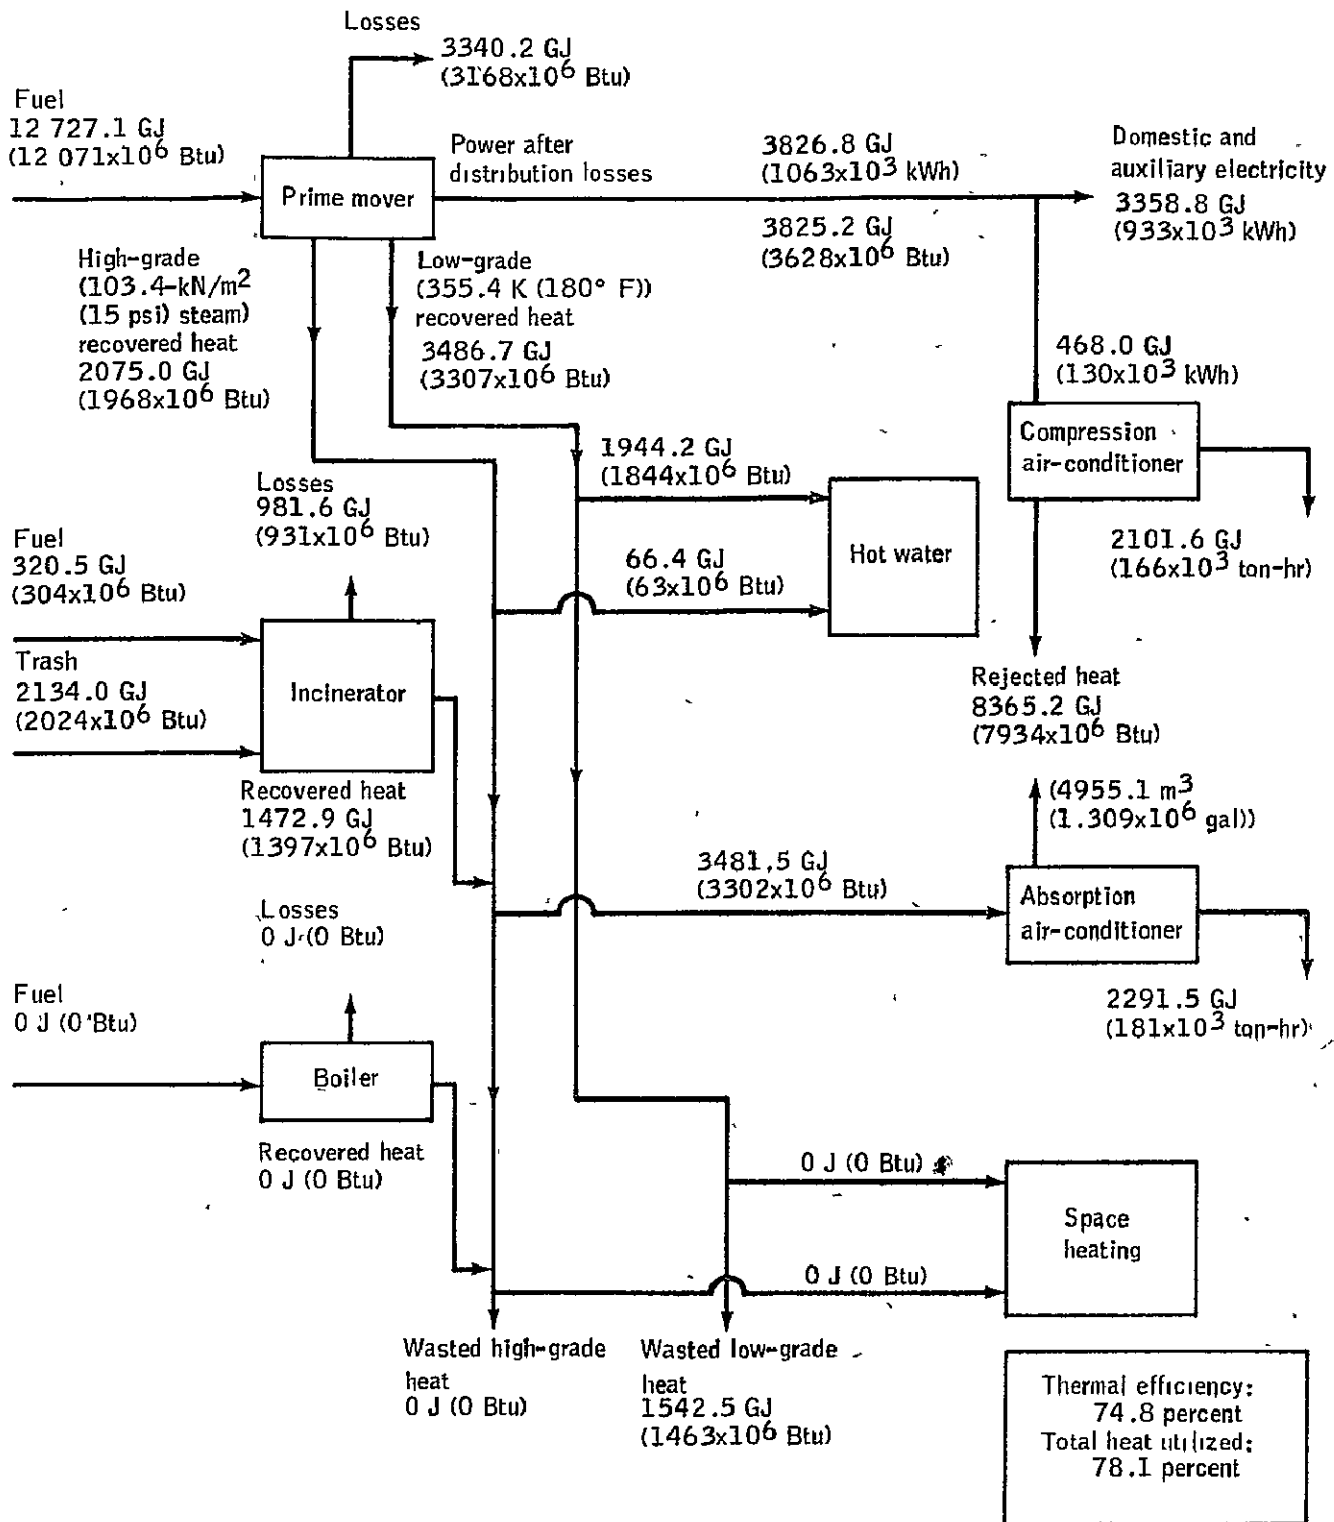 Losses
3340.2 GJ
(3168x10⁶ Btu)
Fuel
12 727.1 GJ
(12 071x10⁶ Btu)
Prime mover
Power after
distribution losses
3826.8 GJ
(1063x10³ kWh)
3825.2 GJ
(3628x10⁶ Btu)
Domestic and
auxiliary electricity
3358.8 GJ
(933x10³ kWh)
High-grade
(103.4-kN/m²
(15 psi) steam)
recovered heat
2075.0 GJ
(1968x10⁶ Btu)
Low-grade
(355.4 K (180° F))
recovered heat
3486.7 GJ
(3307x10⁶ Btu)
468.0 GJ
(130x10³ kWh)
Compression
air-conditioner
2101.6 GJ
(166x10³ ton-hr)
1944.2 GJ
(1844x10⁶ Btu)
66.4 GJ
(63x10⁶ Btu)
Hot water
Losses
981.6 GJ
(931x10⁶ Btu)
Fuel
320.5 GJ
(304x10⁶ Btu)
Trash
2134.0 GJ
(2024x10⁶ Btu)
Incinerator
Recovered heat
1472.9 GJ
(1397x10⁶ Btu)
Rejected heat
8365.2 GJ
(7934x10⁶ Btu)
(4955.1 m³
(1.309x10⁶ gal))
3481,5 GJ
(3302x10⁶ Btu)
Absorption
air-conditioner
2291.5 GJ
(181x10³ ton-hr)
Losses
0 J (0 Btu)
Fuel
0 J (0 Btu)
Boiler
Recovered heat
0 J (0 Btu)
0 J (0 Btu)
0 J (0 Btu)
Space
heating
Wasted high-grade
heat
0 J (0 Btu)
Wasted low-grade
heat
1542.5 GJ
(1463x10⁶ Btu)
Thermal efficiency:
74.8 percent
Total heat utilized:
78.1 percent